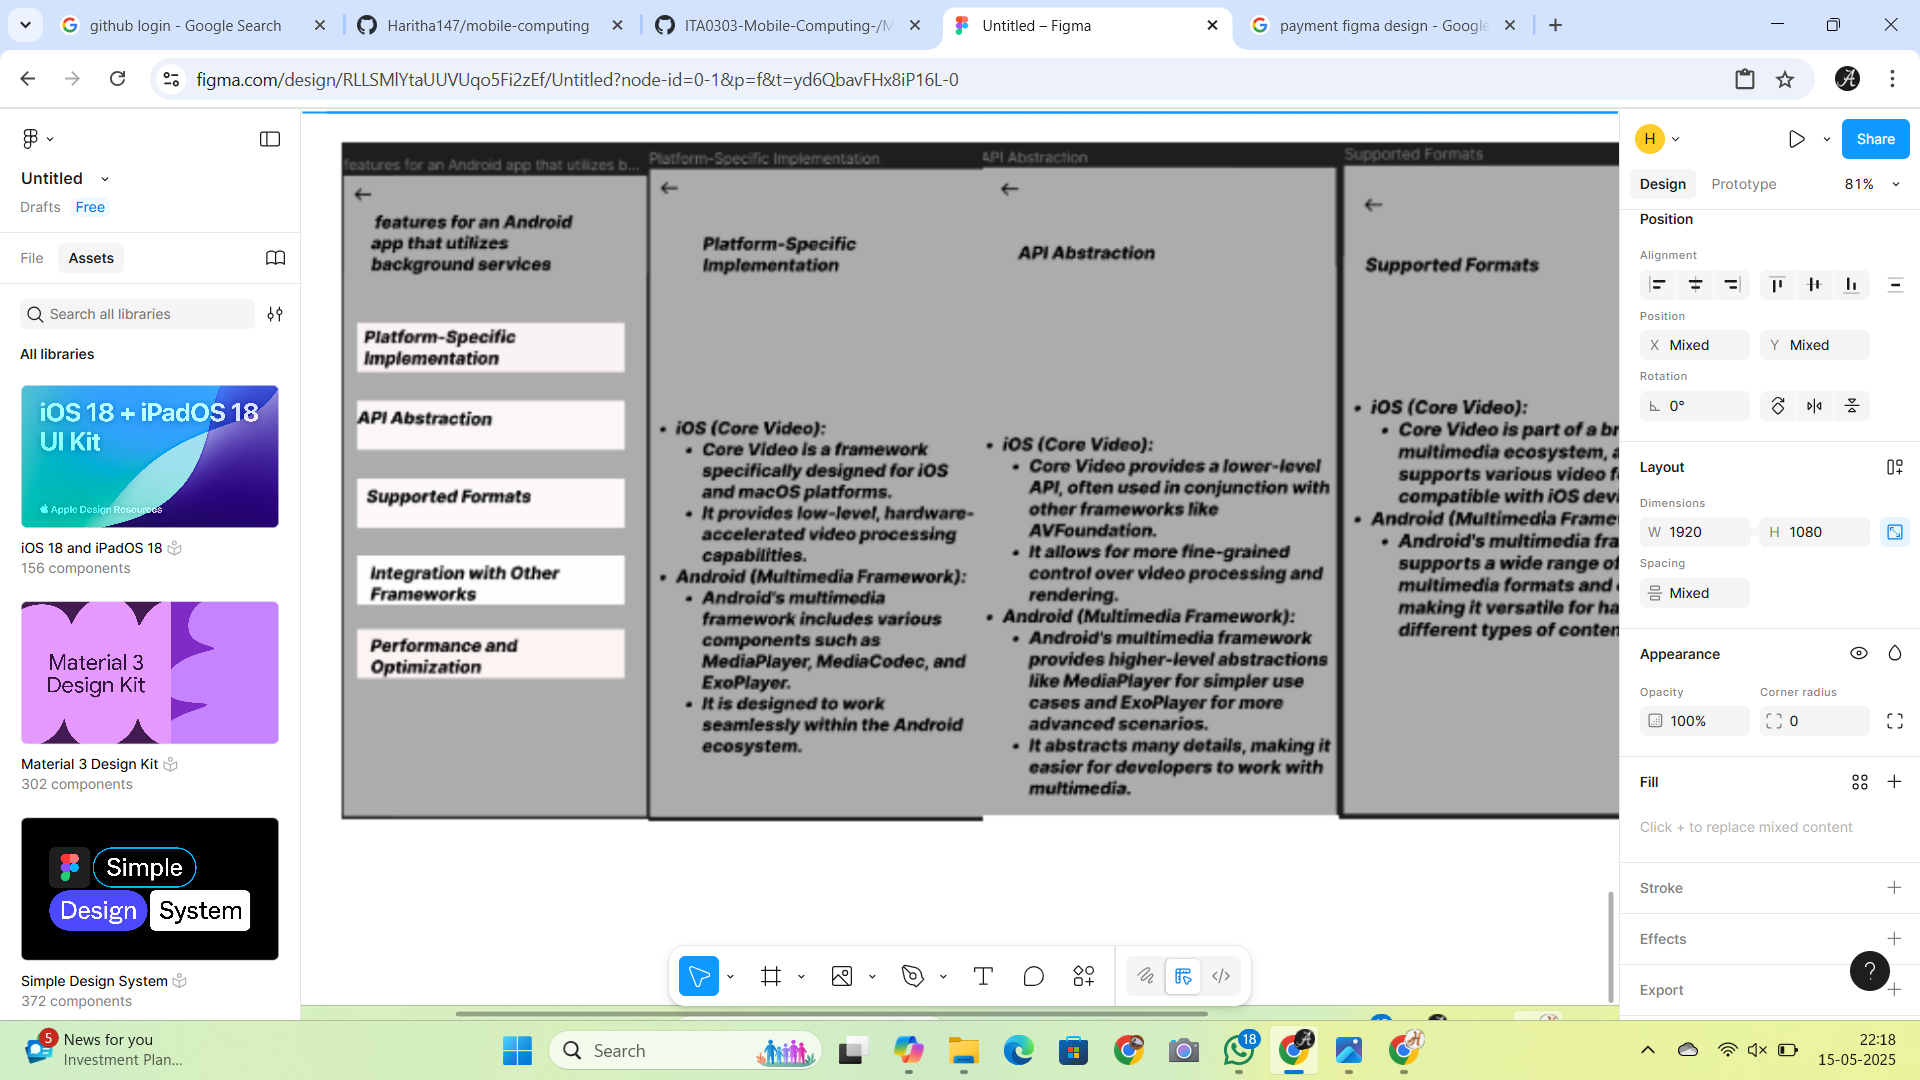 github login - Google Search
Haritha147/mobile-computing
ITA0303-Mobile-Computing-/M
Untitled – Figma
payment figma design - Google
figma.com/design/RLLSMlYtaUUVUqo5Fi2zEf/Untitled?node-id=0-1&p=f&t=yd6QbavFHx8iP16L-0
Untitled
Drafts Free
File Assets
Search all libraries
All libraries
iOS 18 + iPadOS 18
UI Kit
Apple Design Resources
iOS 18 and iPadOS 18
156 components
Material 3
Design Kit
Material 3 Design Kit
302 components
Simple
Design System
Simple Design System
372 components
features for an Android app that utilizes b...
features for an Android
app that utilizes
background services
Platform-Specific
Implementation
API Abstraction
Supported Formats
Integration with Other
Frameworks
Performance and
Optimization
Platform-Specific Implementation
Platform-Specific
Implementation
• iOS (Core Video):
• Core Video is a framework
specifically designed for iOS
and macOS platforms.
• It provides low-level, hardware-
accelerated video processing
capabilities.
• Android (Multimedia Framework):
• Android's multimedia
framework includes various
components such as
MediaPlayer, MediaCodec, and
ExoPlayer.
• It is designed to work
seamlessly within the Android
ecosystem.
API Abstraction
API Abstraction
• iOS (Core Video):
• Core Video provides a lower-level
API, often used in conjunction with
other frameworks like
AVFoundation.
• It allows for more fine-grained
control over video processing and
rendering.
• Android (Multimedia Framework):
• Android's multimedia framework
provides higher-level abstractions
like MediaPlayer for simpler use
cases and ExoPlayer for more
advanced scenarios.
• It abstracts many details, making it
easier for developers to work with
multimedia.
Supported Formats
Supported Formats
• iOS (Core Video):
• Core Video is part of a br
multimedia ecosystem, a
supports various video f
compatible with iOS devi
• Android (Multimedia Frame
• Android's multimedia fra
supports a wide range of
multimedia formats and
making it versatile for ha
different types of conten
H
Share
Design Prototype 81%
Position
Alignment
Position
X Mixed Y Mixed
Rotation
0°
Layout
Dimensions
W 1920 H 1080
Spacing
Mixed
Appearance
Opacity Corner radius
100% 0
Fill
Click + to replace mixed content
Stroke
Effects
Export
?
5
News for you
Investment Plan...
Search
18
22:18
15-05-2025